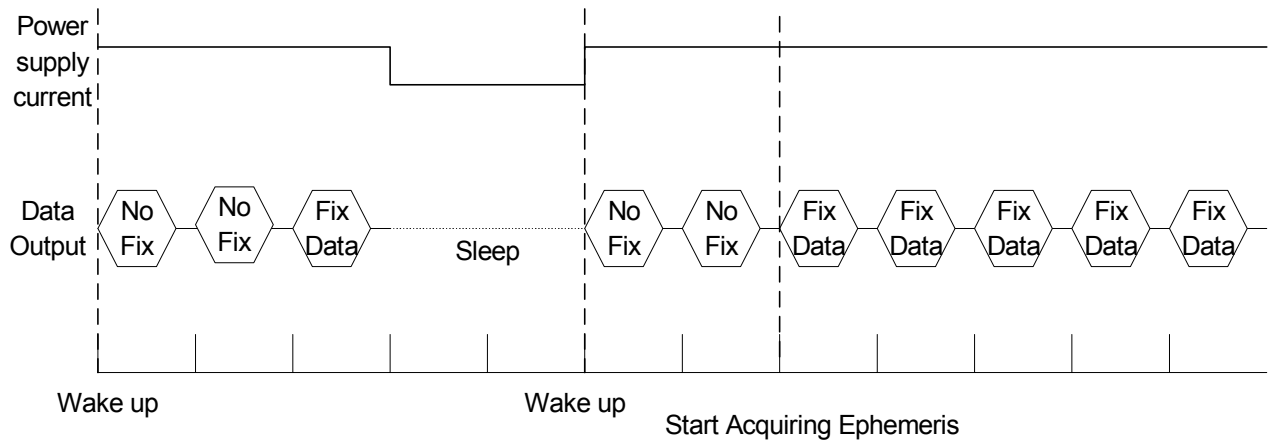 Power
supply
current
Data
Output
No
Fix
No
Fix
Fix
Data
Sleep
No
Fix
No
Fix
Fix
Data
Fix
Data
Fix
Data
Fix
Data
Fix
Data
Wake up
Wake up
Start Acquiring Ephemeris